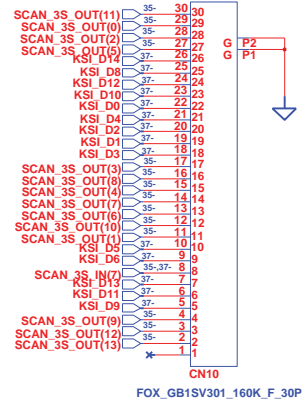 SCAN_3S_OUT(11) 35- 30 30
SCAN_3S_OUT(0) 35- 29 29
SCAN_3S_OUT(2) 35- 28 28
SCAN_3S_OUT(5) 35- 27 27 G P2
KSI_D14 37- 26 26 G P1
KSI_D8 37- 25 25
KSI_D12 37- 24 24
KSI_D10 37- 23 23
KSI_D0 37- 22 22
KSI_D4 37- 21 21
KSI_D2 37- 20 20
KSI_D1 37- 19 19
KSI_D3 37- 18 18
SCAN_3S_OUT(3) 35- 17 17
SCAN_3S_OUT(8) 35- 16 16
SCAN_3S_OUT(4) 35- 15 15
SCAN_3S_OUT(7) 35- 14 14
SCAN_3S_OUT(6) 35- 13 13
SCAN_3S_OUT(10) 35- 12 12
SCAN_3S_OUT(1) 35- 11 11
KSI_D5 37- 10 10
KSI_D6 37- 9 9
SCAN_3S_IN(7) 35-,37- 8 8
KSI_D13 37- 7 7
KSI_D11 37- 6 6
KSI_D9 37- 5 5
SCAN_3S_OUT(9) 35- 4 4
SCAN_3S_OUT(12) 35- 3 3
SCAN_3S_OUT(13) 35- 2 2
1 1
CN10
FOX_GB1SV301_160K_F_30P